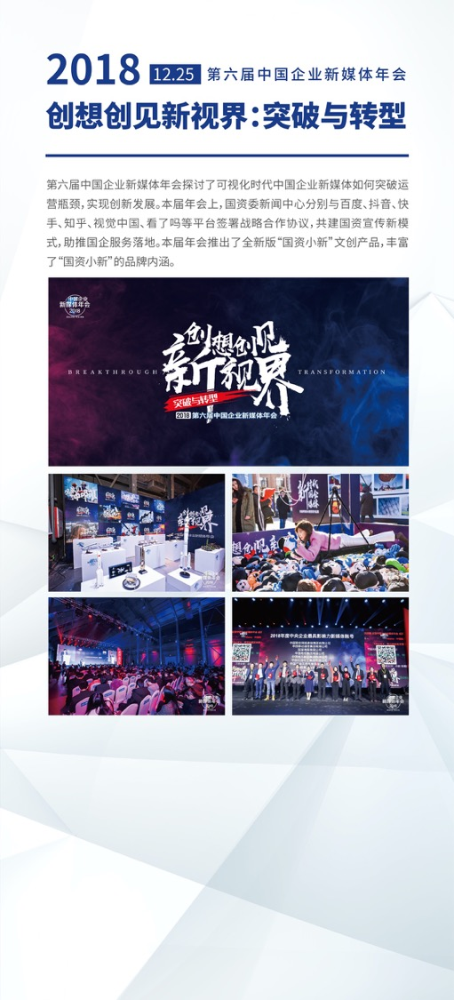 2018 12.25 第六届中国企业新媒体年会
创想创见新视界：突破与转型
第六届中国企业新媒体年会探讨了可视化时代中国企业新媒体如何突破运
营瓶颈，实现创新发展。本届年会上，国资委新闻中心分别与百度、抖音、快
手、知乎、视觉中国、看了吗等平台签署战略合作协议，共建国资宣传新模
式，助推国企服务落地。本届年会推出了全新版“国资小新”文创产品，丰富
了“国资小新”的品牌内涵。
中国企业
新媒体年会
2018
创想创见
BREAKTHROUGH 新视界 TRANSFORMATION
突破与转型
2018 第六届中国企业新媒体年会
创想创见
新视界
2018年度中央企业最具影响力新媒体账号